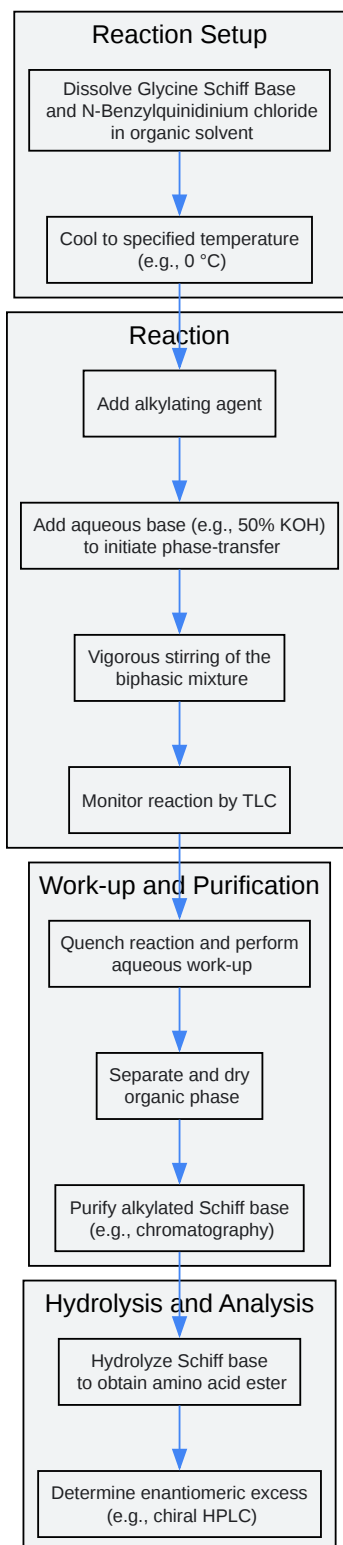 Reaction Setup
Dissolve Glycine Schiff Base
and N-Benzylquinidinium chloride
in organic solvent
Cool to specified temperature
(e.g., 0 °C)
Reaction
Add alkylating agent
Add aqueous base (e.g., 50% KOH)
to initiate phase-transfer
Vigorous stirring of the
biphasic mixture
Monitor reaction by TLC
Work-up and Purification
Quench reaction and perform
aqueous work-up
Separate and dry
organic phase
Purify alkylated Schiff base
(e.g., chromatography)
Hydrolysis and Analysis
Hydrolyze Schiff base
to obtain amino acid ester
Determine enantiomeric excess
(e.g., chiral HPLC)